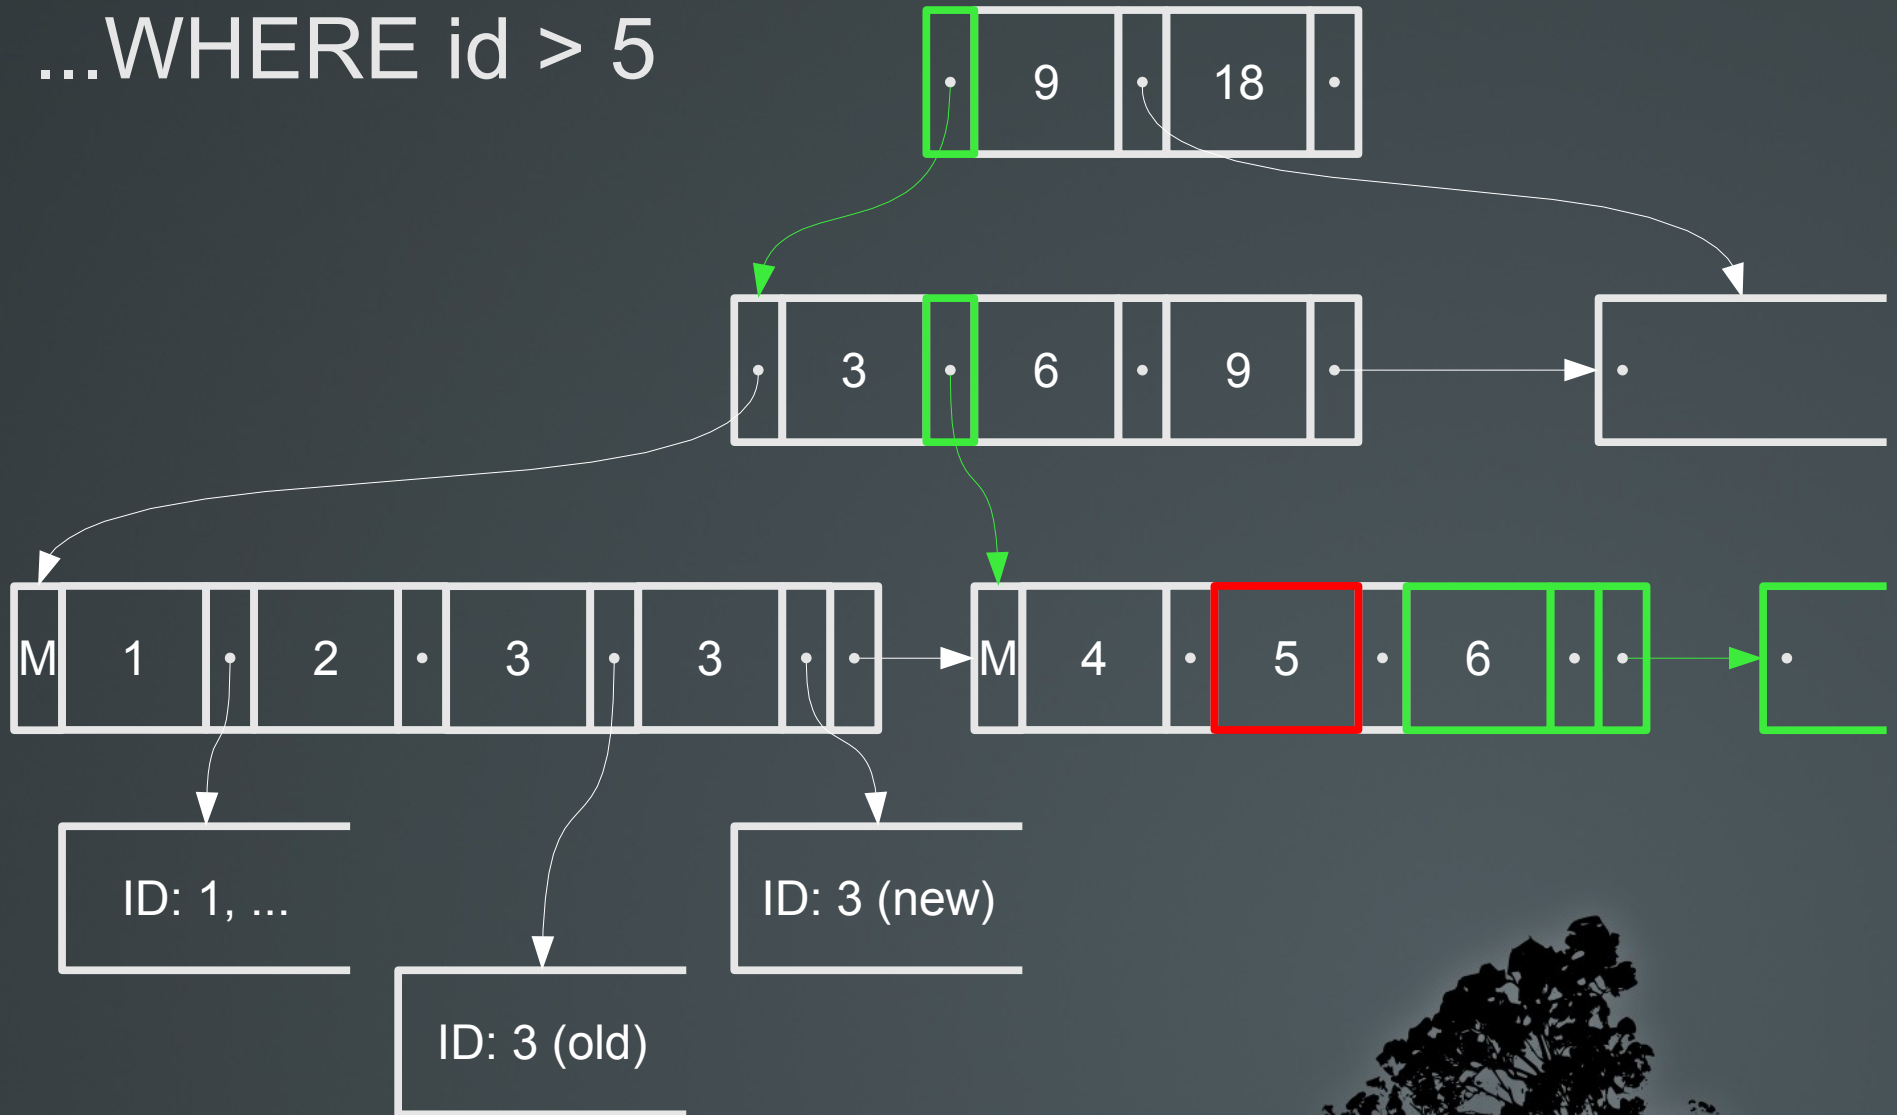 ...WHERE id > 5
9 18
3 6 9
M 1 2 3 3 M 4 5 6
ID: 1, ...
ID: 3 (new)
ID: 3 (old)